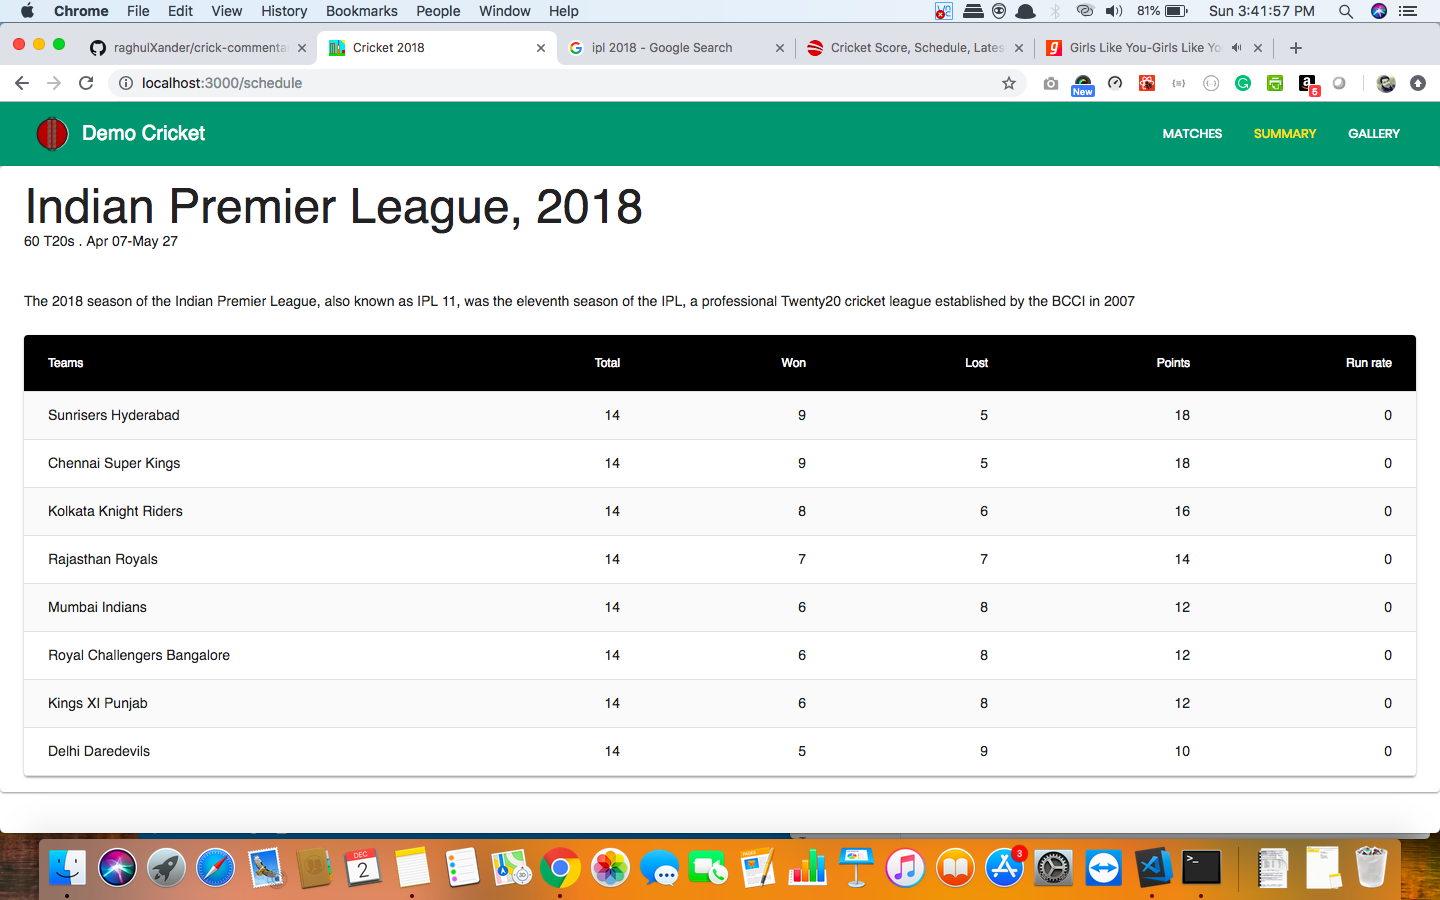 Chrome File Edit View History Bookmarks People Window Help 81% Sun 3:41:57 PM
raghulXander/crick-commenta Cricket 2018 ipl 2018 - Google Search Cricket Score, Schedule, Lates Girls Like You-Girls Like Yo
localhost:3000/schedule New 5
Demo Cricket MATCHES SUMMARY GALLERY
Indian Premier League, 2018
60 T20s . Apr 07-May 27
The 2018 season of the Indian Premier League, also known as IPL 11, was the eleventh season of the IPL, a professional Twenty20 cricket league established by the BCCI in 2007
Teams Total Won Lost Points Run rate
Sunrisers Hyderabad 14 9 5 18 0
Chennai Super Kings 14 9 5 18 0
Kolkata Knight Riders 14 8 6 16 0
Rajasthan Royals 14 7 7 14 0
Mumbai Indians 14 6 8 12 0
Royal Challengers Bangalore 14 6 8 12 0
Kings XI Punjab 14 6 8 12 0
Delhi Daredevils 14 5 9 10 0
DEC
2
3